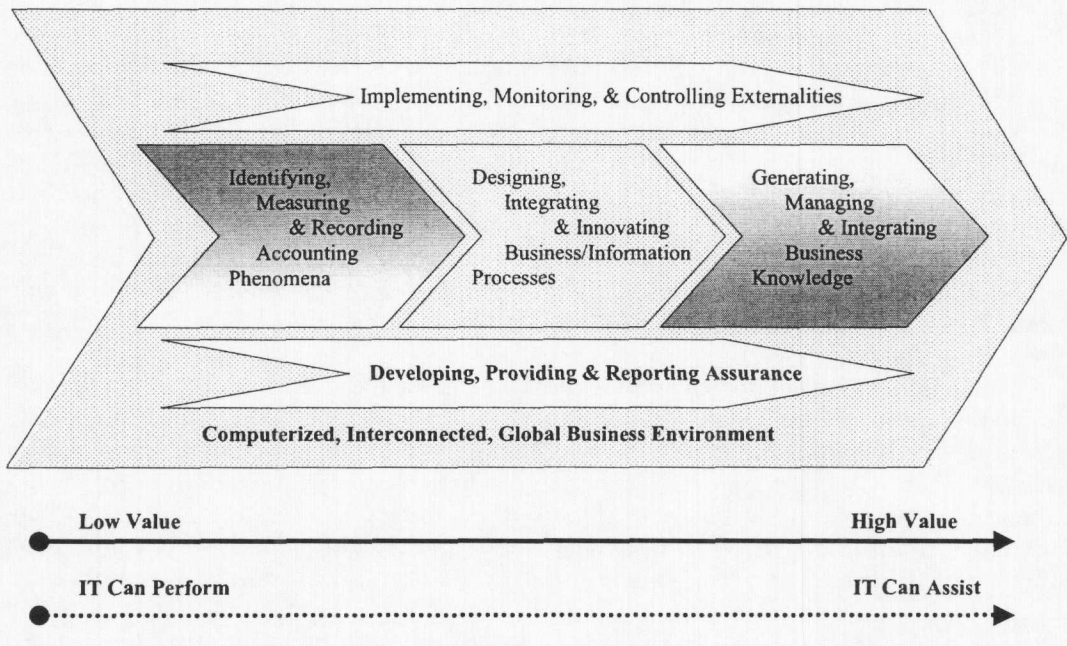 Implementing, Monitoring, & Controlling Externalities
Identifying,
Measuring
& Recording
Accounting
Phenomena
Designing,
Integrating
& Innovating
Business/Information
Processes
Generating,
Managing
& Integrating
Business
Knowledge
Developing, Providing & Reporting Assurance
Computerized, Interconnected, Global Business Environment
Low Value
High Value
IT Can Perform
IT Can Assist